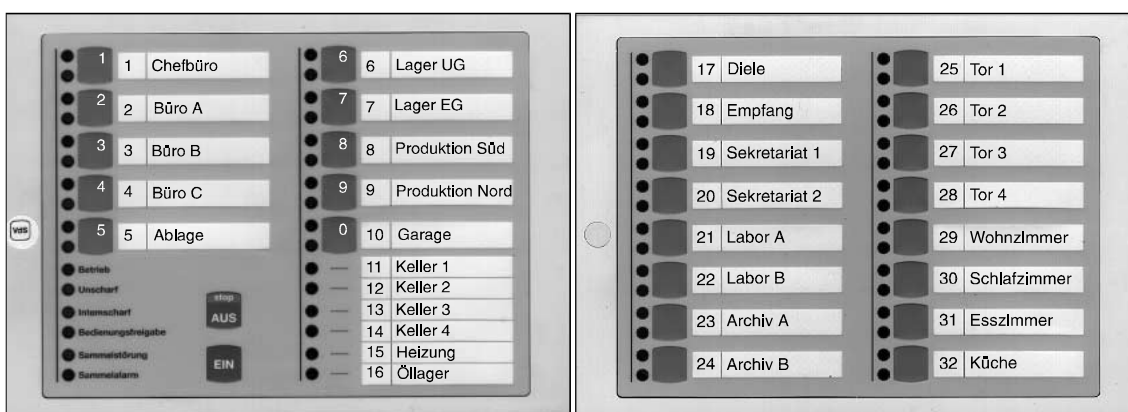 1 1 Chefbüro
2 2 Büro A
3 3 Büro B
4 4 Büro C
5 5 Ablage
Betrieb
Unscharf
Internscharf
Bedienungsfreigabe
Sammelstörung
Sammelalarm
stop
AUS
EIN
6 6 Lager UG
7 7 Lager EG
8 8 Produktion Süd
9 9 Produktion Nord
0 10 Garage
11 Keller 1
12 Keller 2
13 Keller 3
14 Keller 4
15 Heizung
16 Öllager
VdS
17 Diele
18 Empfang
19 Sekretariat 1
20 Sekretariat 2
21 Labor A
22 Labor B
23 Archiv A
24 Archiv B
25 Tor 1
26 Tor 2
27 Tor 3
28 Tor 4
29 Wohnzimmer
30 Schlafzimmer
31 Esszimmer
32 Küche